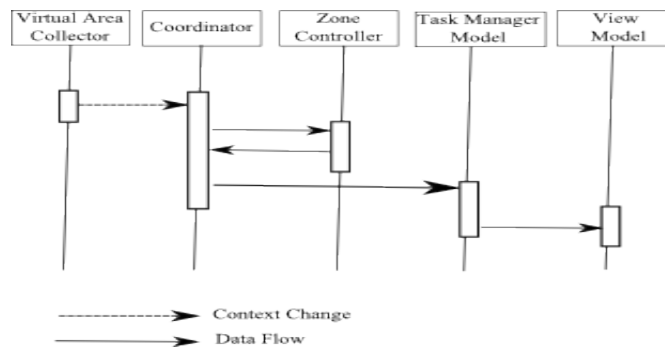 Virtual Area
Collector
Coordinator
Zone
Controller
Task Manager
Model
View
Model
Context Change
Data Flow